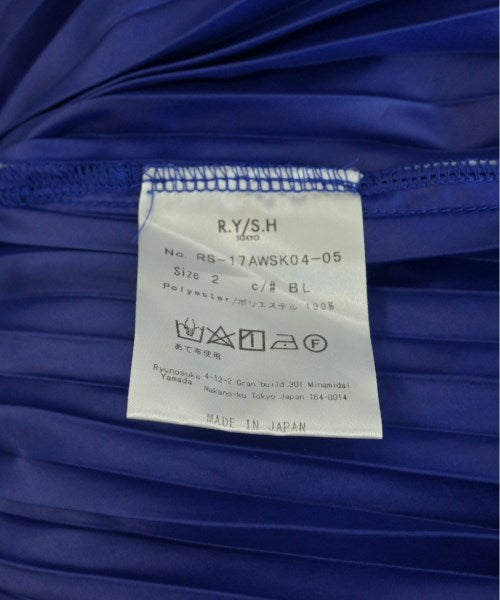 R.Y/S.H
TOKYO
No. RS-17AWSK04-05
Size 2 c/# BL
Polyester/ポリエステル 100%
あて布使用
Ryunosuke 4-12-2 Gran build.301 Minamidai
Yamada Nakano-ku Tokyo Japan 164-0014
MADE IN JAPAN